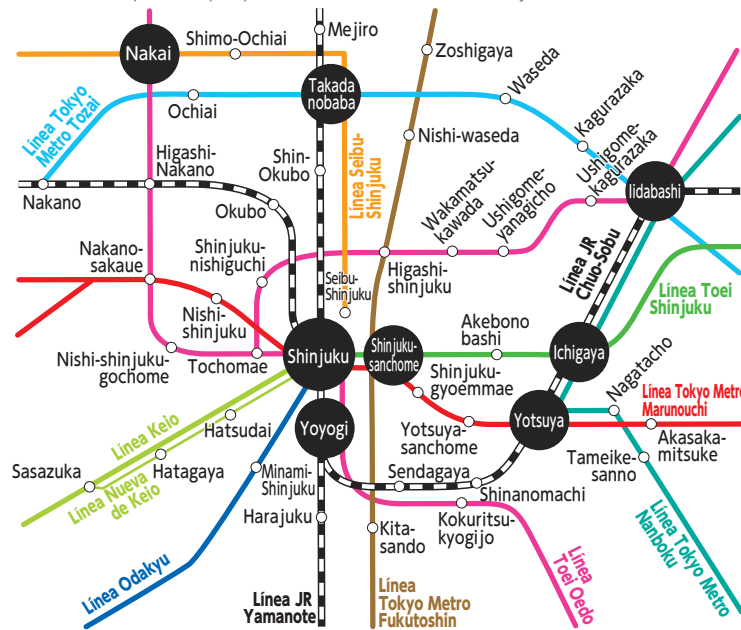 Mejiro
Shimo-Ochiai
Nakai
Zoshigaya
Takada
nobaba
Waseda
Kagurazaka
Ushigome-
kagurazaka
Ochiai
Línea Tokyo
Metro Tozai
Nishi-waseda
Higashi-
Nakano
Shin-
Okubo
Línea Seibu-
Shinjuku
Wakamatsu-
kawada
Ushigome-
yanagicho
Iidabashi
Nakano
Okubo
Línea JR
Chuo-Sobu
Nakano-
sakaue
Shinjuku-
nishiguchi
Seibu-
Shinjuku
Higashi-
shinjuku
Línea Toei
Shinjuku
Nishi-
shinjuku
Akebono
bashi
Nishi-shinjuku-
gochome
Tochomae
Shinjuku
Shinjuku-
sanchome
Ichigaya
Shinjuku-
gyoemmae
Nagatacho
Línea Tokyo Metro
Marunouchi
Línea Keio
Hatsudai
Yoyogi
Yotsuya-
sanchome
Yotsuya
Akasaka-
mitsuke
Sasazuka
Hatagaya
Línea Nueva
de Keio
Minami-
Shinjuku
Sendagaya
Shinanomachi
Tameike-
sanno
Harajuku
Kita-
sando
Kokuritsu-
kyogijo
Línea Odakyu
Línea JR
Yamanote
Línea
Tokyo Metro
Fukutoshin
Línea
Toei Oedo
Línea Tokyo Metro
Nanboku